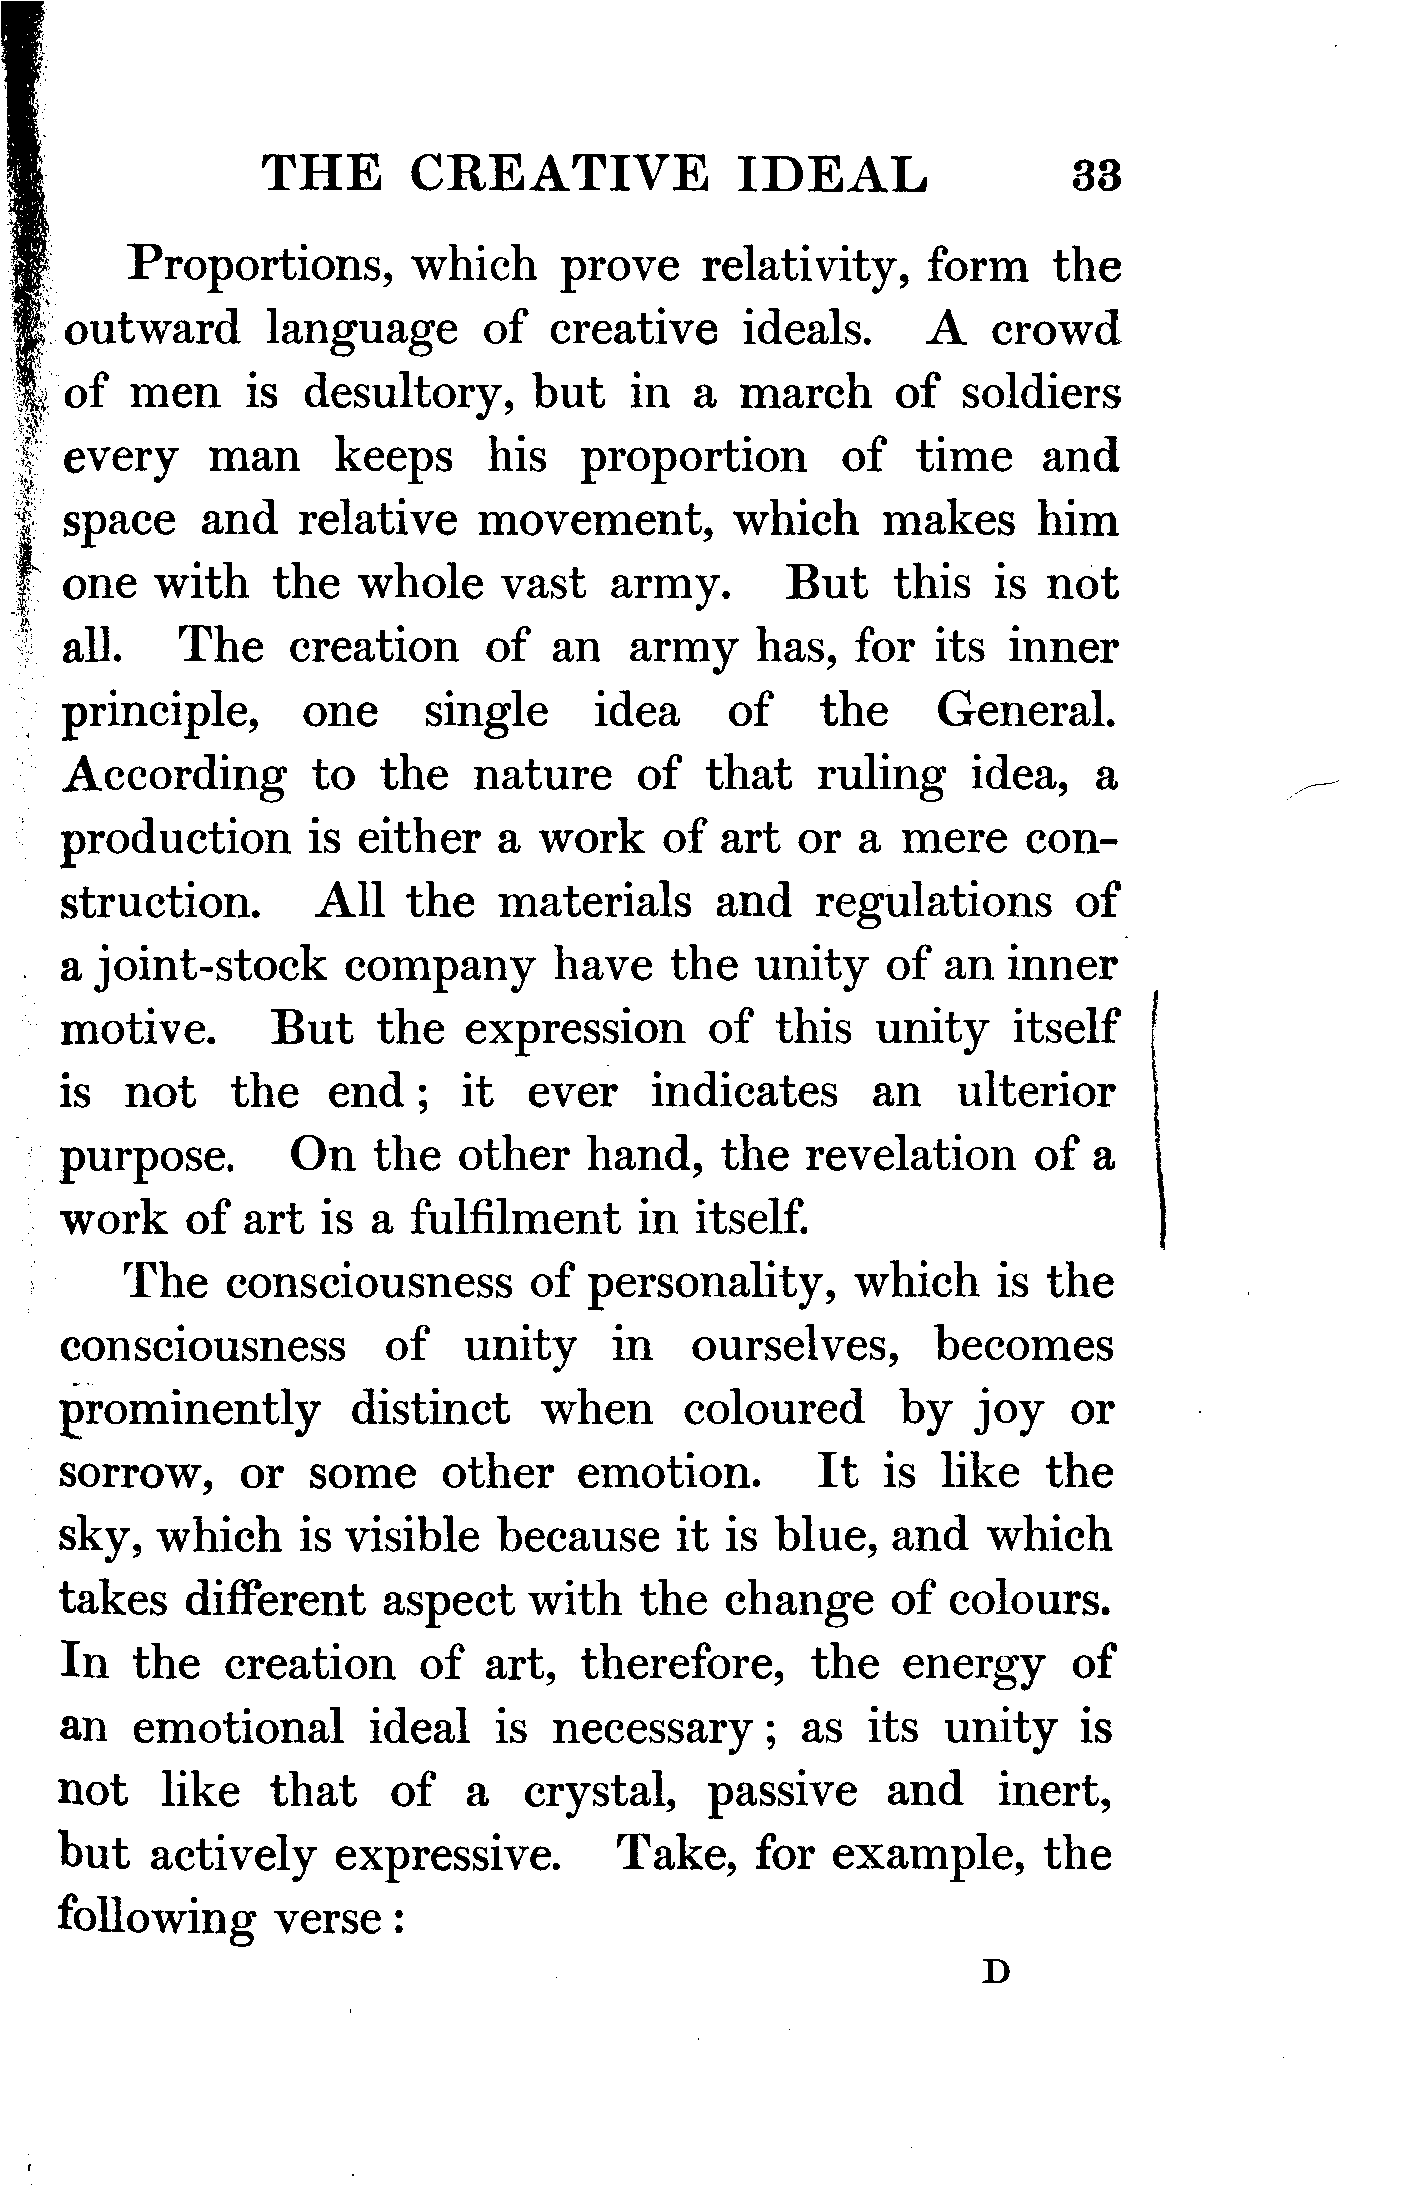 THE CREATIVE IDEAL 33
Proportions, which prove relativity, form the
outward language of creative ideals. A crowd
of men is desultory, but in a march of soldiers
every man keeps his proportion of time and
space and relative movement, which makes him
one with the whole vast army. But this is not
all. The creation of an army has, for its inner
principle, one single idea of the General.
According to the nature of that ruling idea, a
production is either a work of art or a mere con-
struction. All the materials and regulations of
a joint-stock company have the unity of an inner
motive. But the expression of this unity itself
is not the end ; it ever indicates an ulterior
purpose. On the other hand, the revelation of a
work of art is a fulfilment in itself.
The consciousness of personality, which is the
consciousness of unity in ourselves, becomes
prominently distinct when coloured by joy or
sorrow, or some other emotion. It is like the
sky, which is visible because it is blue, and which
takes different aspect with the change of colours.
In the creation of art, therefore, the energy of
an emotional ideal is necessary ; as its unity is
not like that of a crystal, passive and inert,
but actively expressive. Take, for example, the
following verse :
D